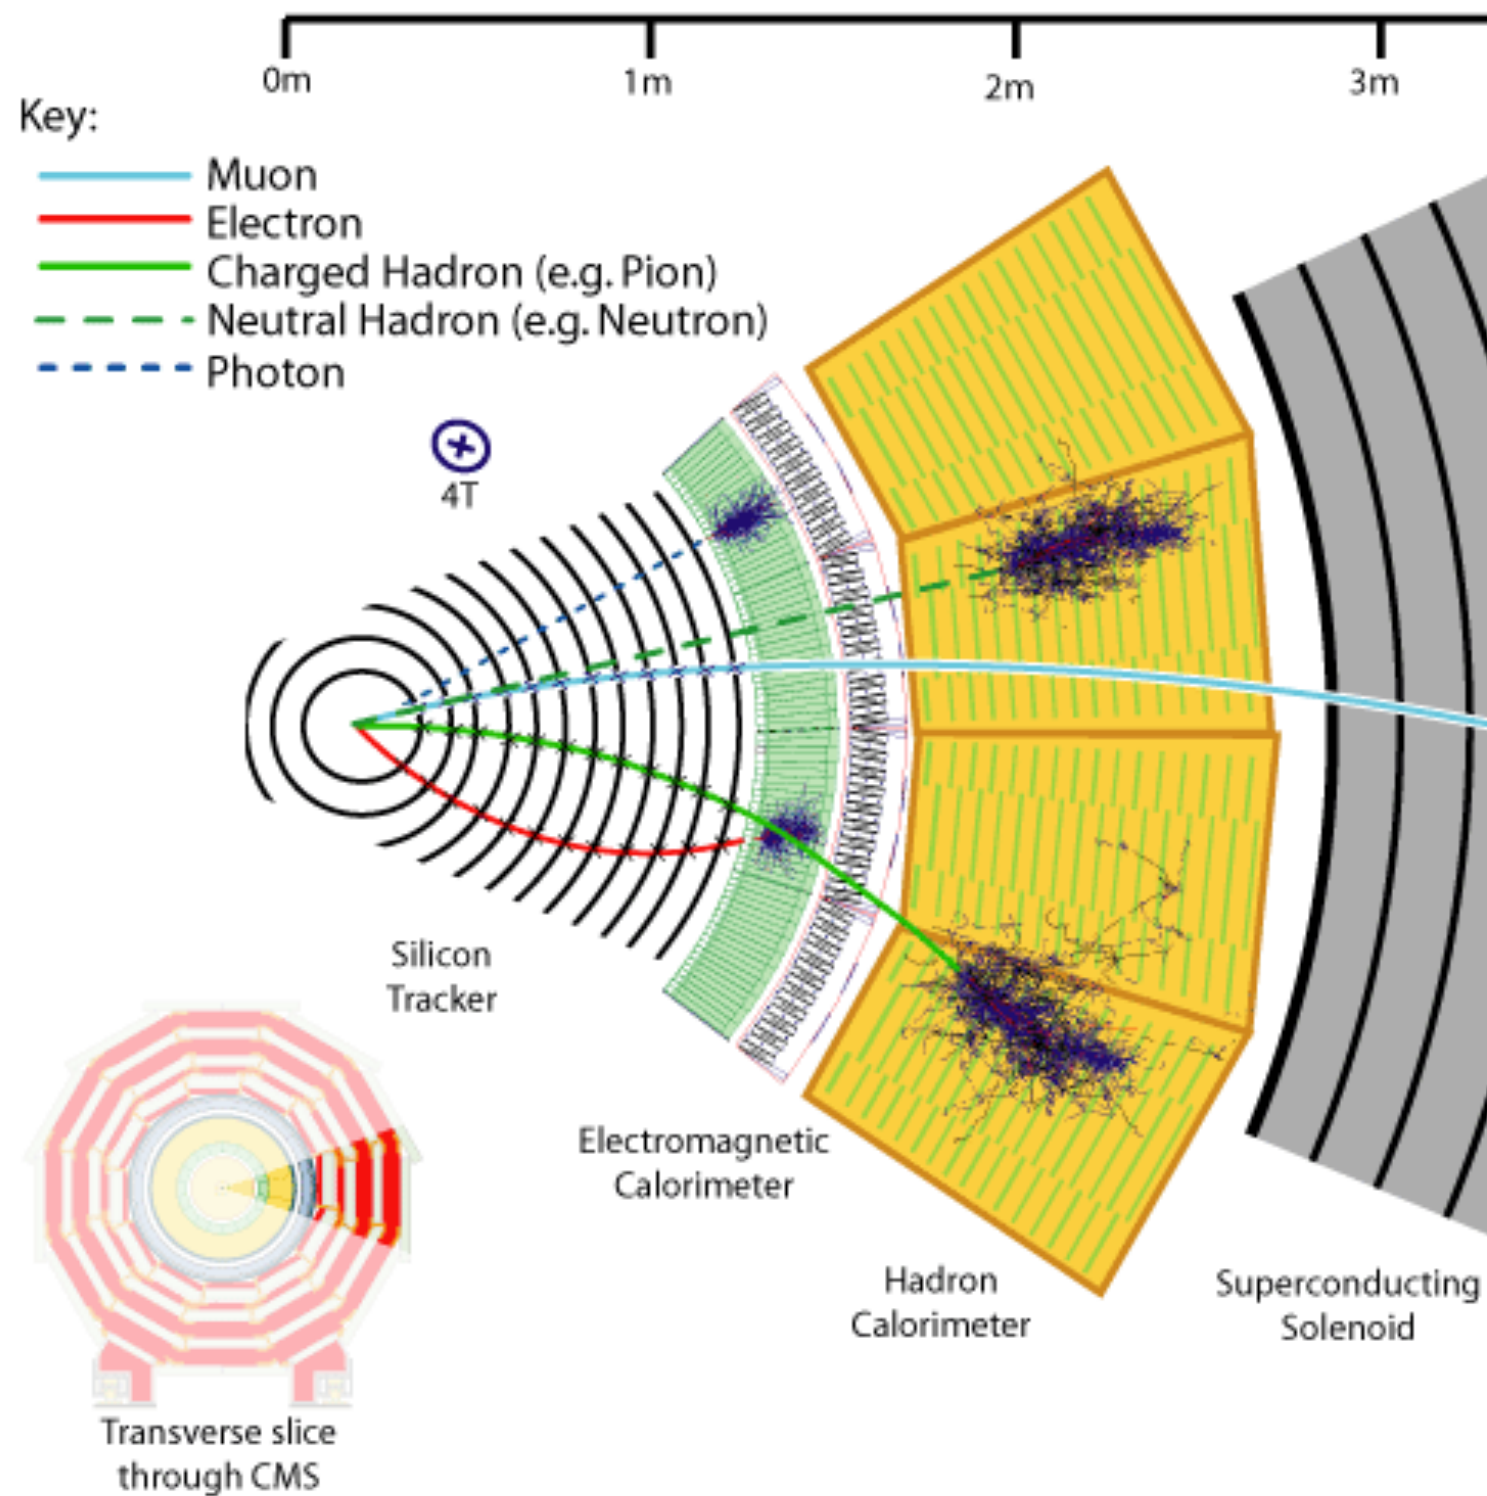 0m
1m
2m
3m
Key:
Muon
Electron
Charged Hadron (e.g. Pion)
Neutral Hadron (e.g. Neutron)
Photon
4T
Silicon
Tracker
Electromagnetic
Calorimeter
Hadron
Calorimeter
Superconducting
Solenoid
Transverse slice
through CMS